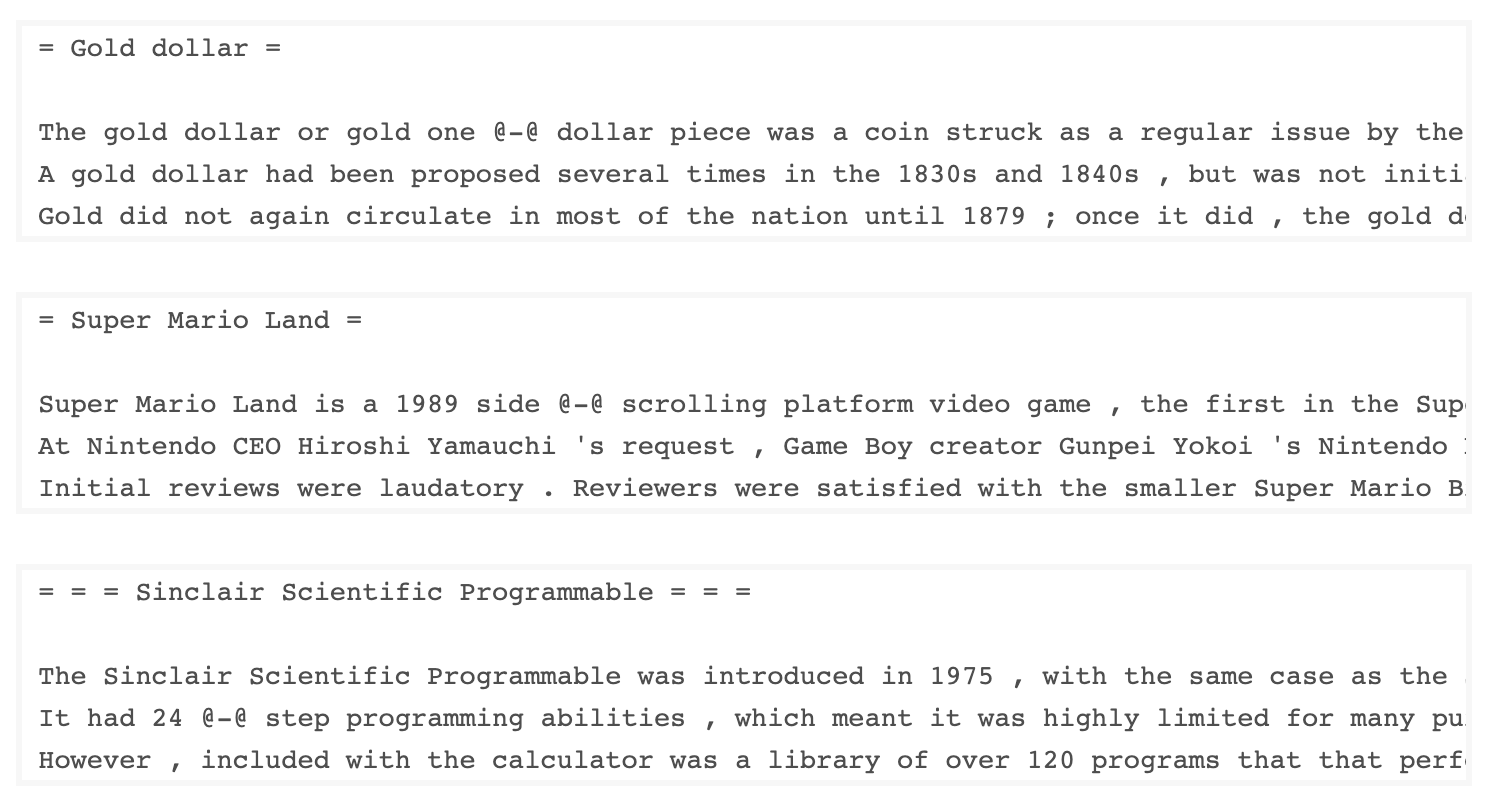 = Gold dollar =
The gold dollar or gold one @-@ dollar piece was a coin struck as a regular issue by the
A gold dollar had been proposed several times in the 1830s and 1840s , but was not initi
Gold did not again circulate in most of the nation until 1879 ; once it did , the gold d
= Super Mario Land =
Super Mario Land is a 1989 side @-@ scrolling platform video game , the first in the Sup
At Nintendo CEO Hiroshi Yamauchi 's request , Game Boy creator Gunpei Yokoi 's Nintendo
Initial reviews were laudatory . Reviewers were satisfied with the smaller Super Mario B
= = = Sinclair Scientific Programmable = = =
The Sinclair Scientific Programmable was introduced in 1975 , with the same case as the
It had 24 @-@ step programming abilities , which meant it was highly limited for many pu
However , included with the calculator was a library of over 120 programs that that perf